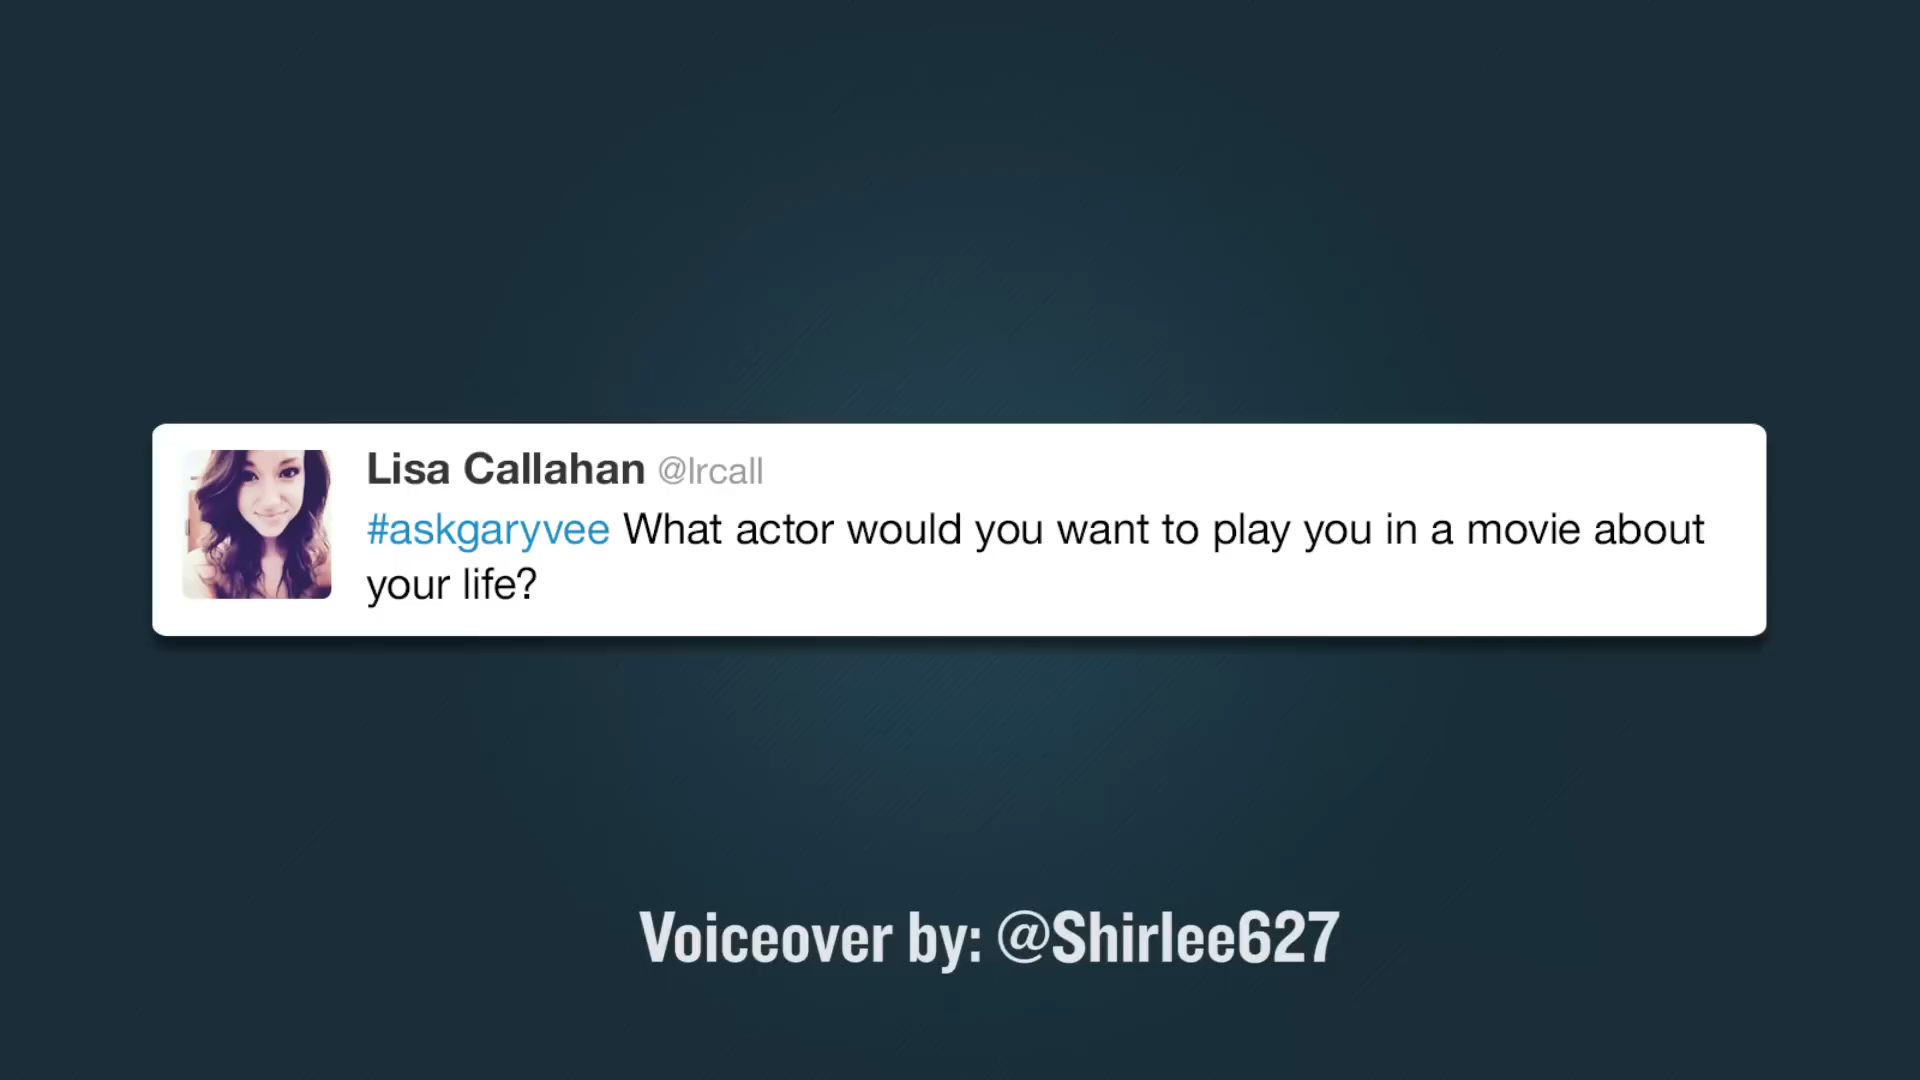 Lisa Callahan @lrcall
#askgaryvee What actor would you want to play you in a movie about
your life?
Voiceover by: @Shirlee627